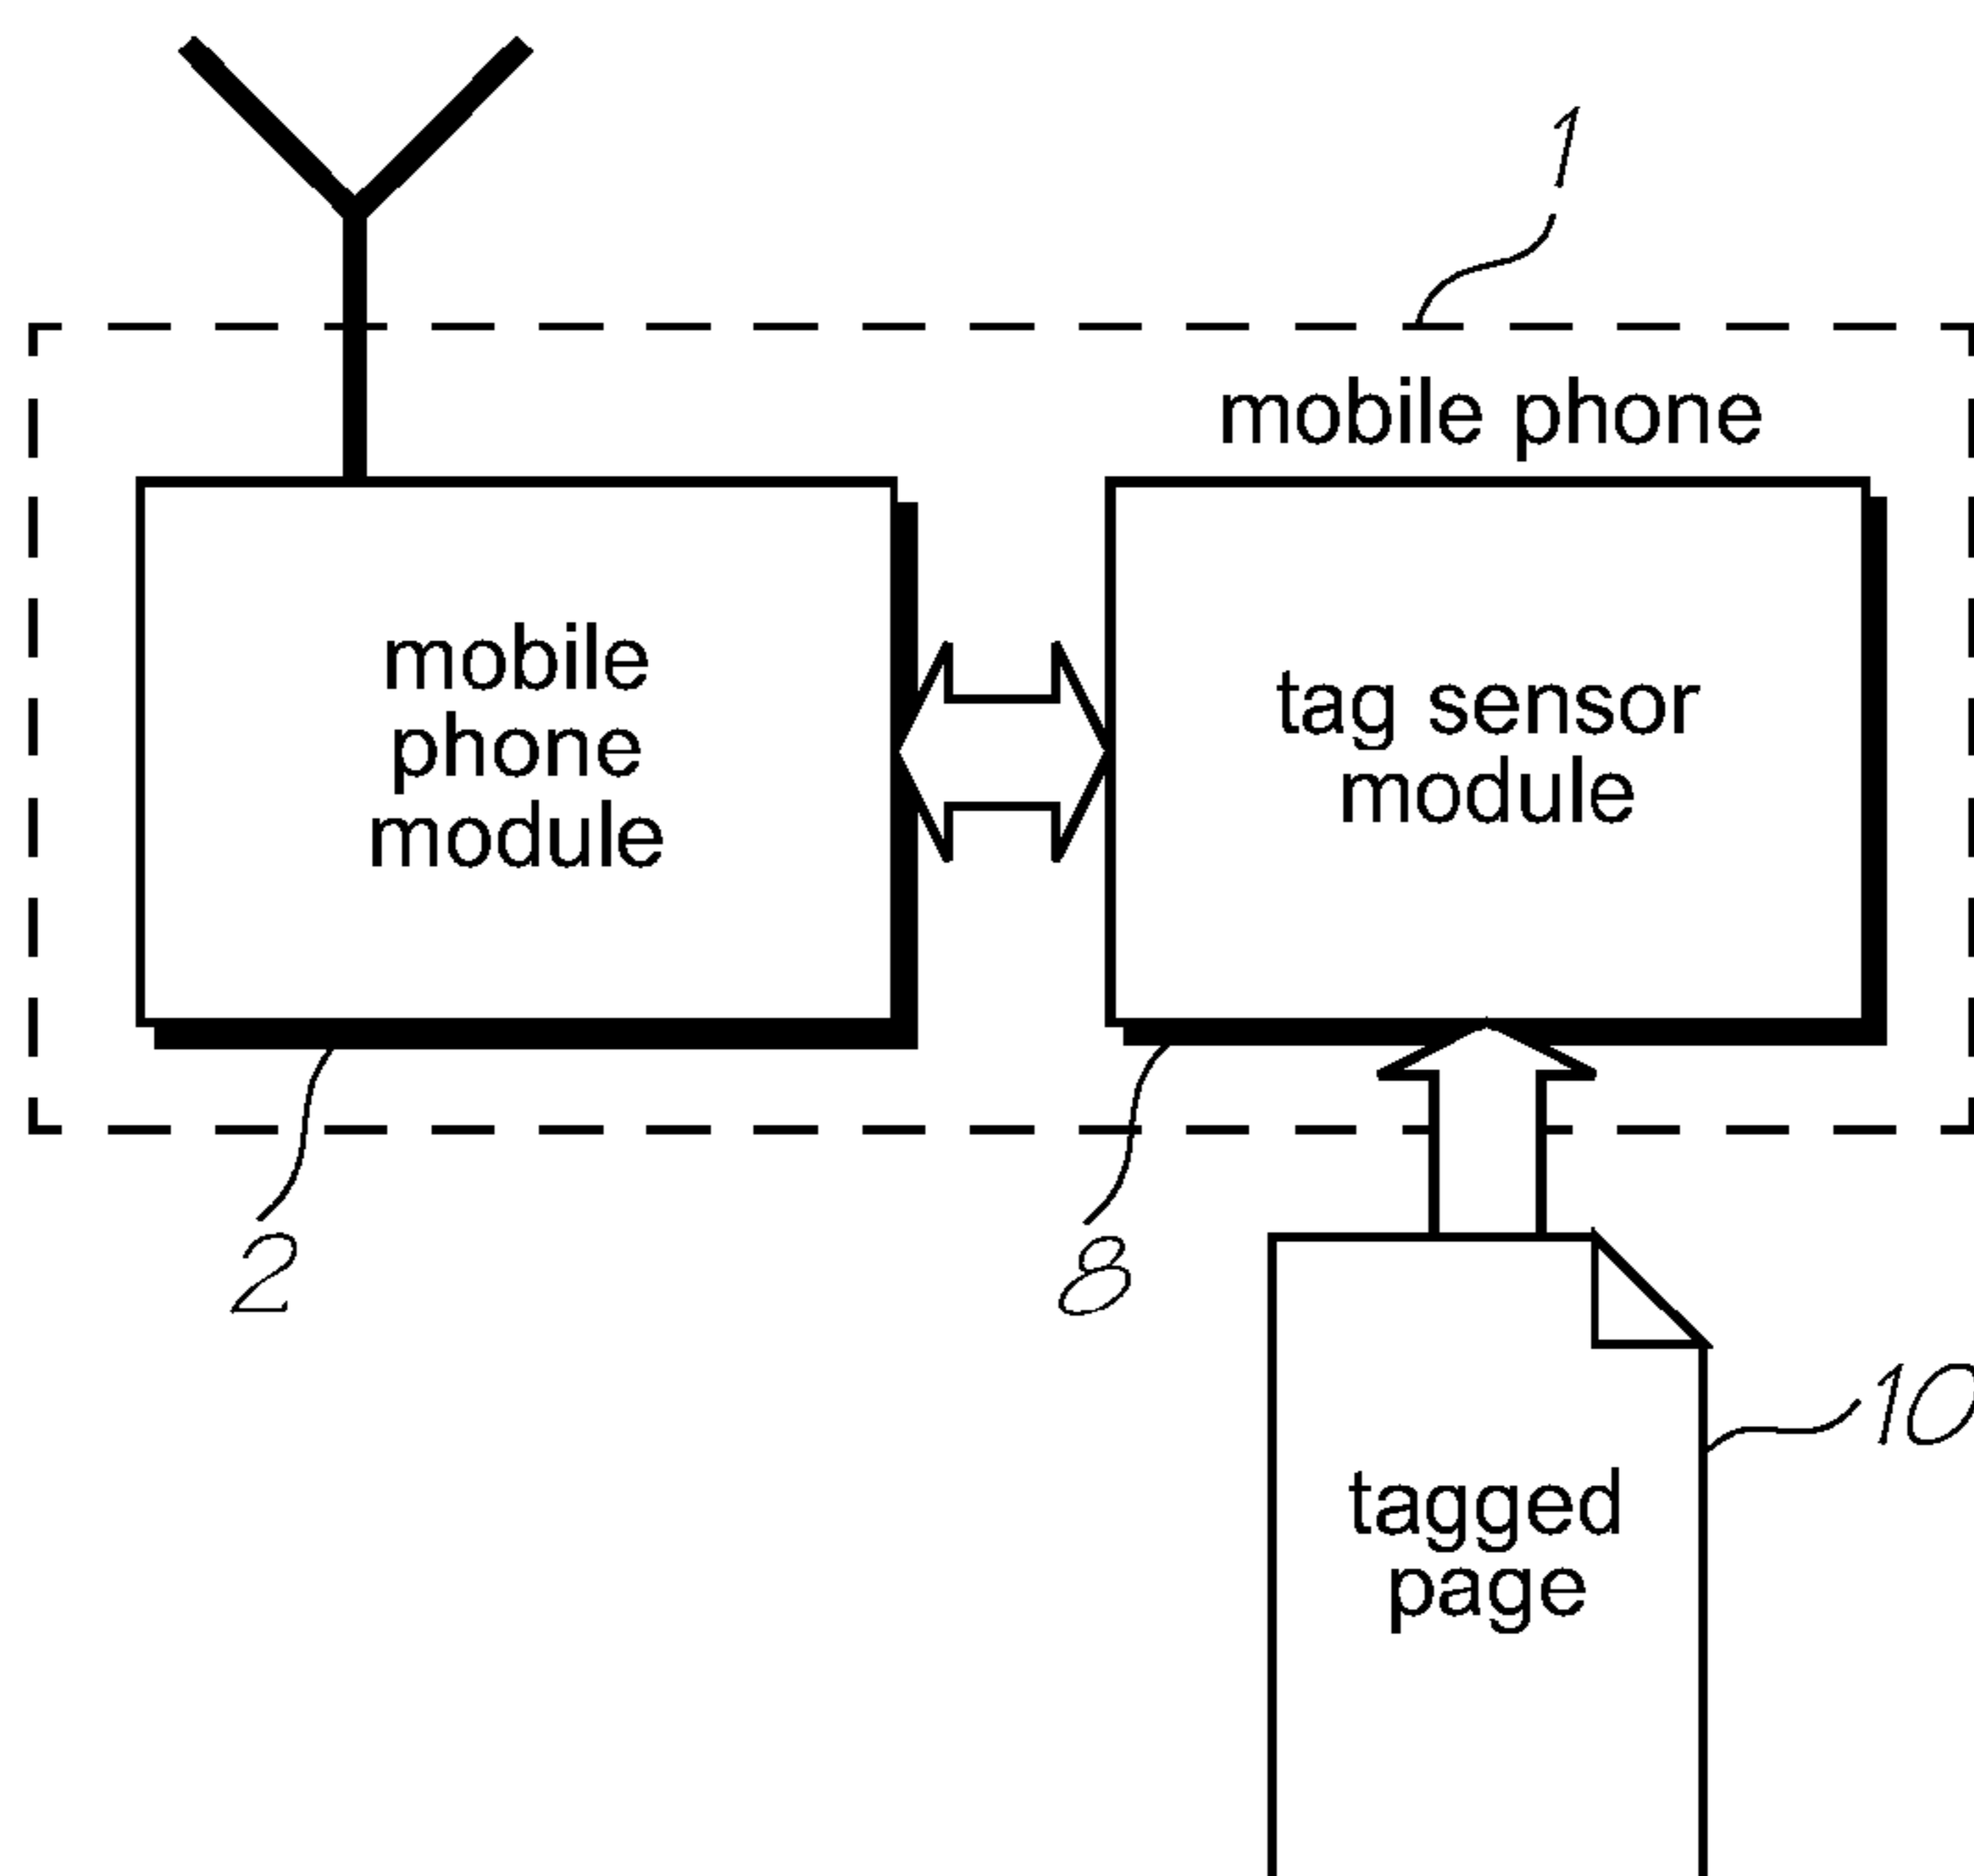 1
mobile phone
mobile
phone
module
tag sensor
module
2
8
10
tagged
page